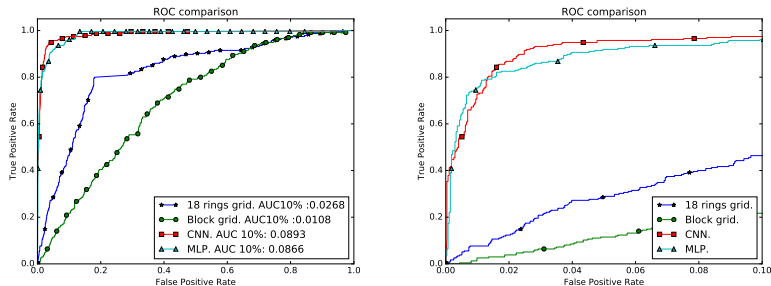 ROC comparison
1.0
0.8
0.6
0.4
0.2
0.0
True Positive Rate
18 rings grid. AUC10% :0.0268
Block grid. AUC10% :0.0108
CNN. AUC 10%: 0.0893
MLP. AUC 10%: 0.0866
0.0 0.2 0.4 0.6 0.8 1.0
False Positive Rate
ROC comparison
1.0
0.8
0.6
0.4
0.2
0.0
True Positive Rate
18 rings grid.
Block grid.
CNN.
MLP.
0.00 0.02 0.04 0.06 0.08 0.10
False Positive Rate